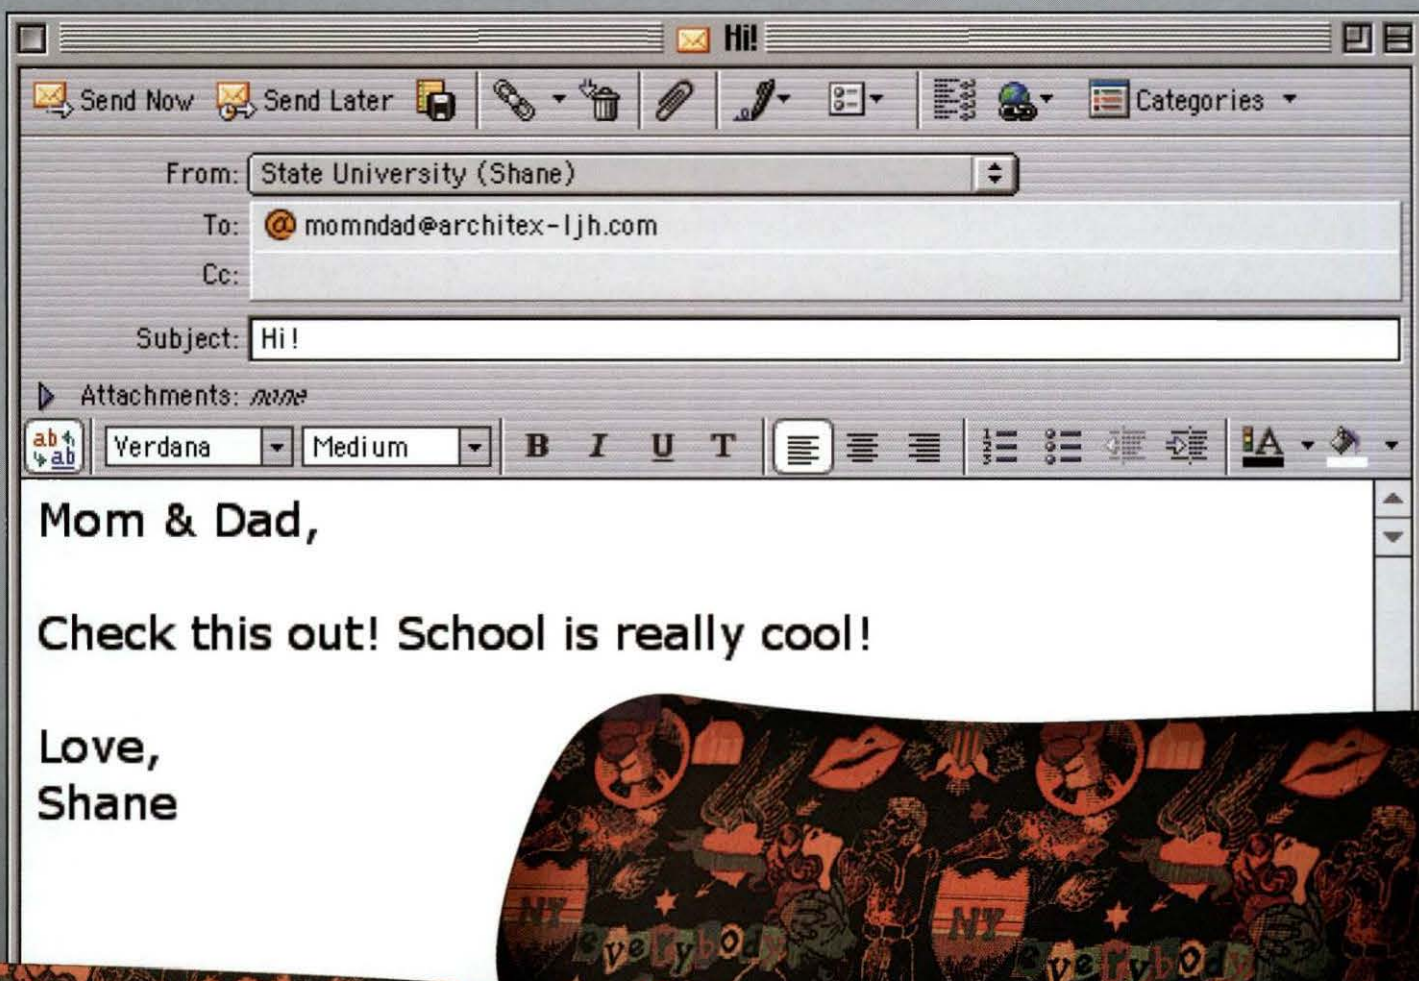 Hi!
Send Now Send Later Categories
From: State University (Shane)
To: momndad@architex-ljh.com
Cc:
Subject: Hi!
Attachments: none
Verdana Medium B I U T A
Mom & Dad,
Check this out! School is really cool!
Love,
Shane
NY everybody NY everybody